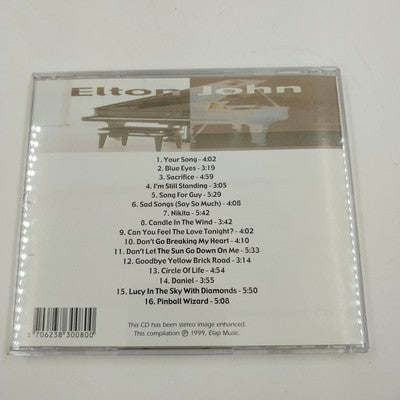 Elton John
1. Your Song - 4:02
2. Blue Eyes - 3:19
3. Sacrifice - 4:59
4. I'm Still Standing - 3:05
5. Song For Guy - 5:29
6. Sad Songs (Say So Much) - 4:08
7. Nikita - 5:42
8. Candle In The Wind - 3:42
9. Can You Feel The Love Tonight? - 4:02
10. Don't Go Breaking My Heart - 4:10
11. Don't Let The Sun Go Down On Me - 5:33
12. Goodbye Yellow Brick Road - 3:12
13. Circle Of Life - 4:54
14. Daniel - 3:55
15. Lucy In The Sky With Diamonds - 5:50
16. Pinball Wizard - 5:08
This CD has been stereo image enhanced.
This compilation ℗ 1999, Elap Music.
5 706238 300800